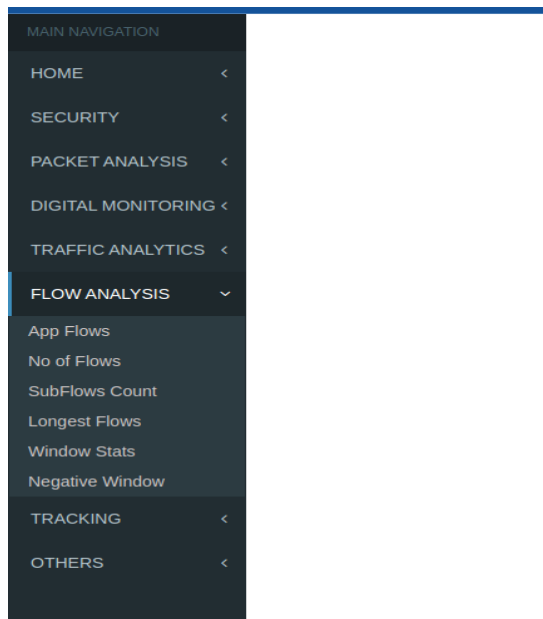 MAIN NAVIGATION
HOME
SECURITY
PACKET ANALYSIS
DIGITAL MONITORING
TRAFFIC ANALYTICS
FLOW ANALYSIS
App Flows
No of Flows
SubFlows Count
Longest Flows
Window Stats
Negative Window
TRACKING
OTHERS